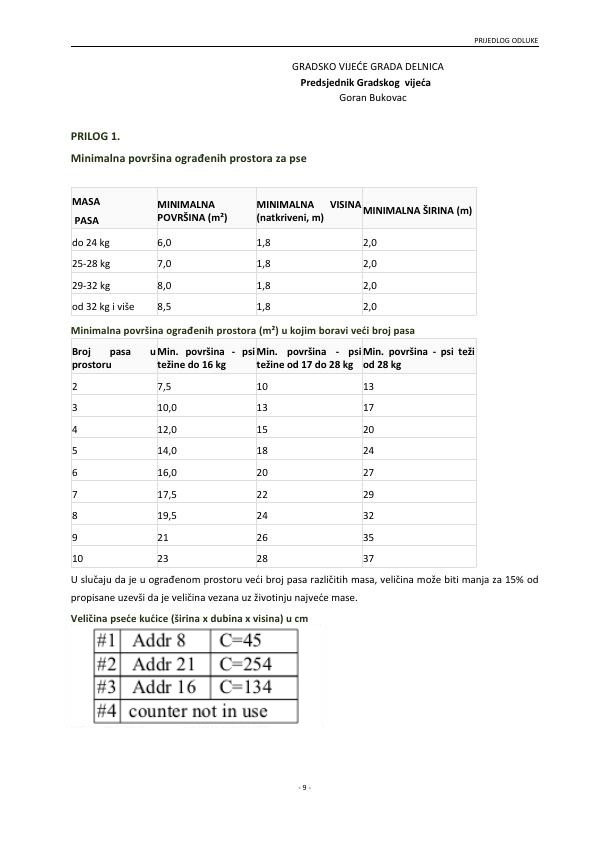 PRIJEDLOG ODLUKE
GRADSKO VIJEĆE GRADA DELNICA
Predsjednik Gradskog vijeća
Goran Bukovac
PRILOG 1.
Minimalna površina ograđenih prostora za pse
MASA PASA MINIMALNA POVRŠINA (m²) MINIMALNA VISINA (natkriveni, m) MINIMALNA ŠIRINA (m)
do 24 kg 6,0 1,8 2,0
25-28 kg 7,0 1,8 2,0
29-32 kg 8,0 1,8 2,0
od 32 kg i više 8,5 1,8 2,0
Minimalna površina ograđenih prostora (m²) u kojim boravi veći broj pasa
Broj pasa u prostoru Min. površina - psi težine do 16 kg Min. površina - psi težine od 17 do 28 kg Min. površina - psi teži od 28 kg
2 7,5 10 13
3 10,0 13 17
4 12,0 15 20
5 14,0 18 24
6 16,0 20 27
7 17,5 22 29
8 19,5 24 32
9 21 26 35
10 23 28 37
U slučaju da je u ograđenom prostoru veći broj pasa različitih masa, veličina može biti manja za 15% od
propisane uzevši da je veličina vezana uz životinju najveće mase.
Veličina pseće kućice (širina x dubina x visina) u cm
#1 Addr 8 C=45
#2 Addr 21 C=254
#3 Addr 16 C=134
#4 counter not in use
- 9 -